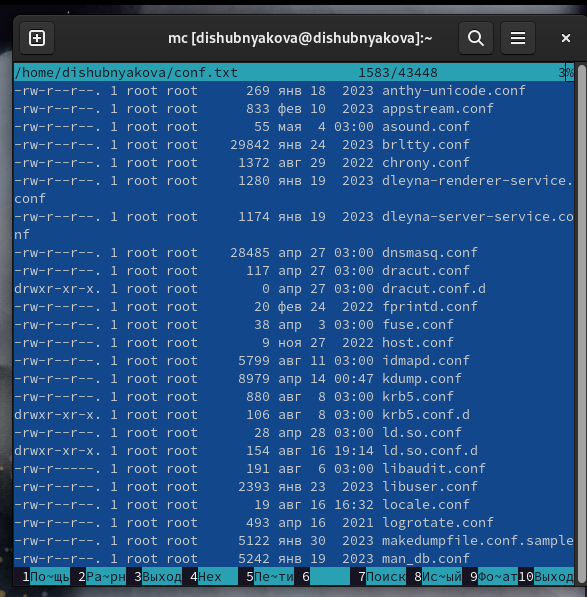 mc [dishubnyakova@dishubnyakova]:~
/home/dishubnyakova/conf.txt 1583/43448 3%
-rw-r--r--. 1 root root 269 янв 18 2023 anthy-unicode.conf
-rw-r--r--. 1 root root 833 фев 10 2023 appstream.conf
-rw-r--r--. 1 root root 55 мая 4 03:00 asound.conf
-rw-r--r--. 1 root root 29842 янв 24 2023 brltty.conf
-rw-r--r--. 1 root root 1372 авг 29 2022 chrony.conf
-rw-r--r--. 1 root root 1280 янв 19 2023 dleyna-renderer-service.
conf
-rw-r--r--. 1 root root 1174 янв 19 2023 dleyna-server-service.co
nf
-rw-r--r--. 1 root root 28485 апр 27 03:00 dnsmasq.conf
-rw-r--r--. 1 root root 117 апр 27 03:00 dracut.conf
drwxr-xr-x. 1 root root 0 апр 27 03:00 dracut.conf.d
-rw-r--r--. 1 root root 20 фев 24 2022 fprintd.conf
-rw-r--r--. 1 root root 38 апр 3 03:00 fuse.conf
-rw-r--r--. 1 root root 9 ноя 27 2022 host.conf
-rw-r--r--. 1 root root 5799 авг 11 03:00 idmapd.conf
-rw-r--r--. 1 root root 8979 апр 14 00:47 kdump.conf
-rw-r--r--. 1 root root 880 авг 8 03:00 krb5.conf
drwxr-xr-x. 1 root root 106 авг 8 03:00 krb5.conf.d
-rw-r--r--. 1 root root 28 апр 28 03:00 ld.so.conf
drwxr-xr-x. 1 root root 154 авг 16 19:14 ld.so.conf.d
-rw-r-----. 1 root root 191 авг 6 03:00 libaudit.conf
-rw-r--r--. 1 root root 2393 янв 23 2023 libuser.conf
-rw-r--r--. 1 root root 19 авг 16 16:32 locale.conf
-rw-r--r--. 1 root root 493 апр 16 2021 logrotate.conf
-rw-r--r--. 1 root root 5122 янв 30 2023 makedumpfile.conf.sample
-rw-r--r--. 1 root root 5242 янв 19 2023 man_db.conf
1По~щь 2Ра~рн 3Выход 4Hex 5Пе~ти 6 7Поиск 8Ис~ый 9Фо~ат10Выход